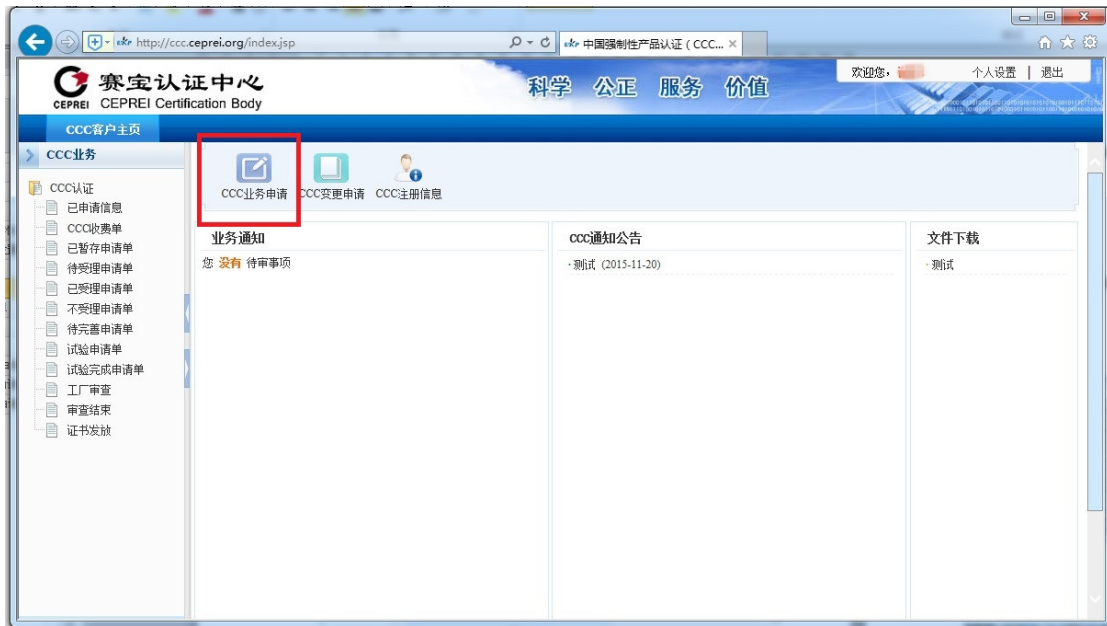 http://ccc.ceprei.org/index.jsp
中国强制性产品认证 ( CCC...
赛宝认证中心
CEPREI CEPREI Certification Body
科学 公正 服务 价值
欢迎您，
个人设置 | 退出
CCC客户主页
CCC业务
CCC认证
已申请信息
CCC收费单
已暂存申请单
待受理申请单
已受理申请单
不受理申请单
待完善申请单
试验申请单
试验完成申请单
工厂审查
审查结束
证书发放
CCC业务申请 CCC变更申请 CCC注册信息
业务通知
您 没有 待审事项
CCC通知公告
·测试 (2015-11-20)
文件下载
·测试